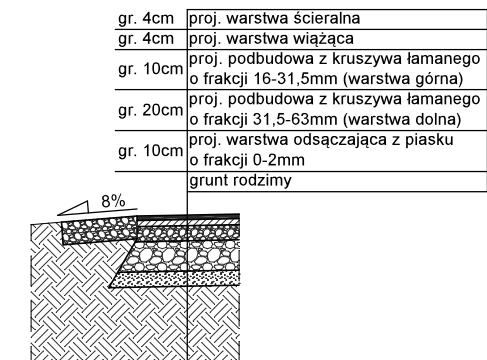 gr. 4cm proj. warstwa ścieralna
gr. 4cm proj. warstwa wiążąca
gr. 10cm proj. podbudowa z kruszywa łamanego
o frakcji 16-31,5mm (warstwa górna)
gr. 20cm proj. podbudowa z kruszywa łamanego
o frakcji 31,5-63mm (warstwa dolna)
gr. 10cm proj. warstwa odsączająca z piasku
o frakcji 0-2mm
grunt rodzimy
8%